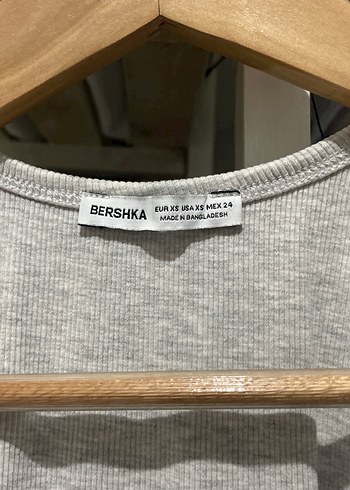 BERSHKA EUR XS USA XS MEX 24
MADE IN BANGLADESH